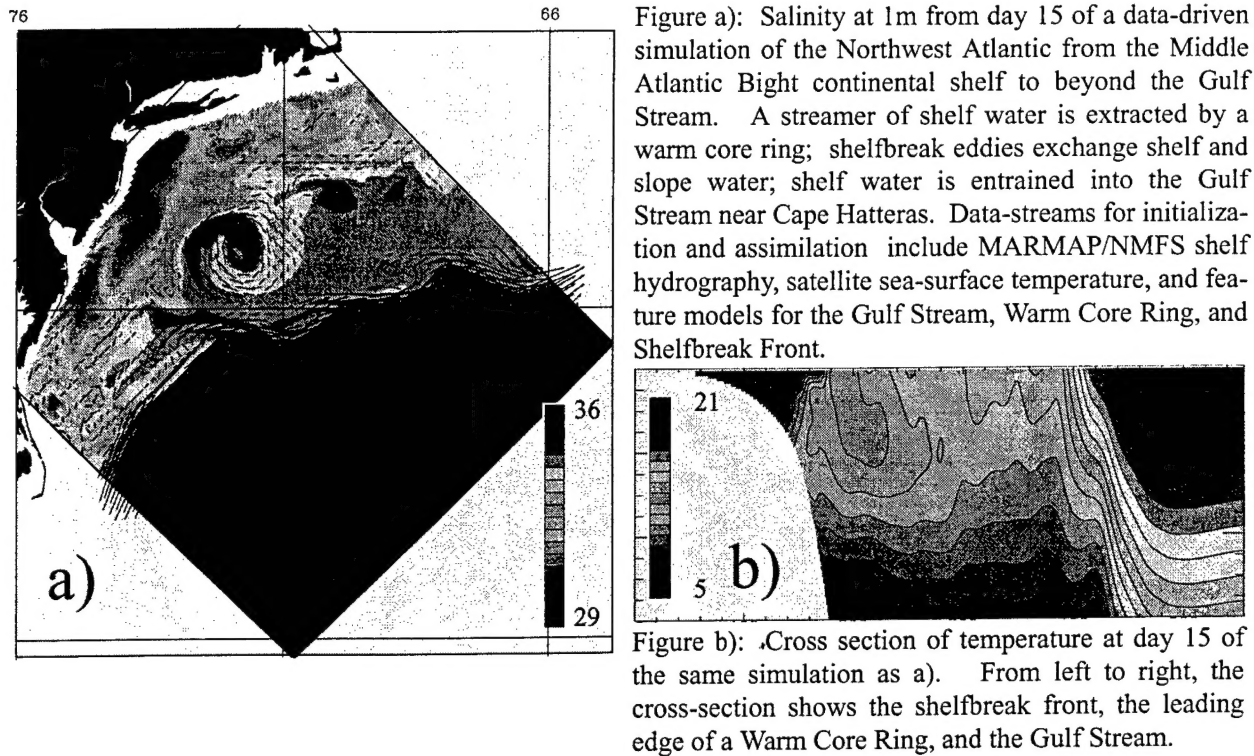 76
66
36
29
a)
Figure a): Salinity at 1m from day 15 of a data-driven
simulation of the Northwest Atlantic from the Middle
Atlantic Bight continental shelf to beyond the Gulf
Stream. A streamer of shelf water is extracted by a
warm core ring; shelfbreak eddies exchange shelf and
slope water; shelf water is entrained into the Gulf
Stream near Cape Hatteras. Data-streams for initializa-
tion and assimilation include MARMAP/NMFS shelf
hydrography, satellite sea-surface temperature, and fea-
ture models for the Gulf Stream, Warm Core Ring, and
Shelfbreak Front.
21
5
b)
Figure b): Cross section of temperature at day 15 of
the same simulation as a). From left to right, the
cross-section shows the shelfbreak front, the leading
edge of a Warm Core Ring, and the Gulf Stream.